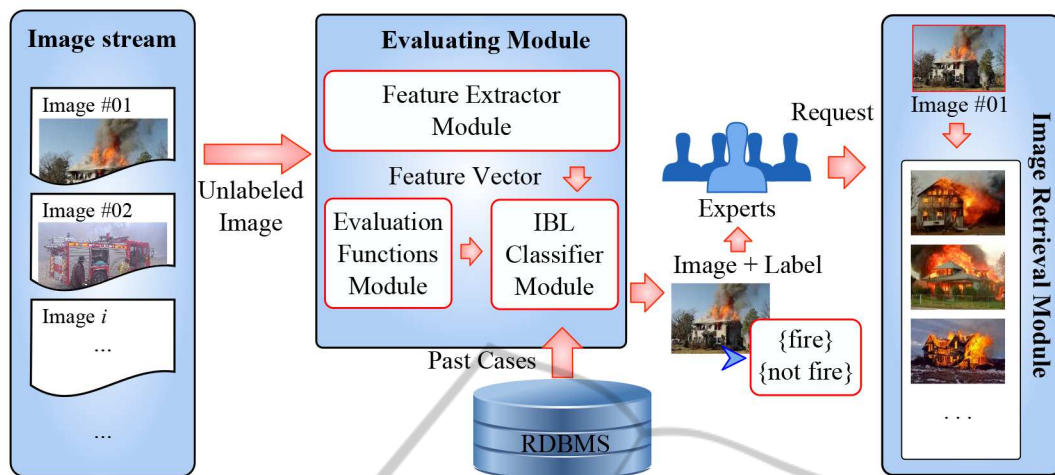 Image stream
Image #01
Image #02
Image i
...
...
Unlabeled
Image
Evaluating Module
Feature Extractor
Module
Feature Vector
Evaluation
Functions
Module
IBL
Classifier
Module
Past Cases
RDBMS
Image + Label
{fire}
{not fire}
Experts
Request
Image #01
. . .
Image Retrieval Module